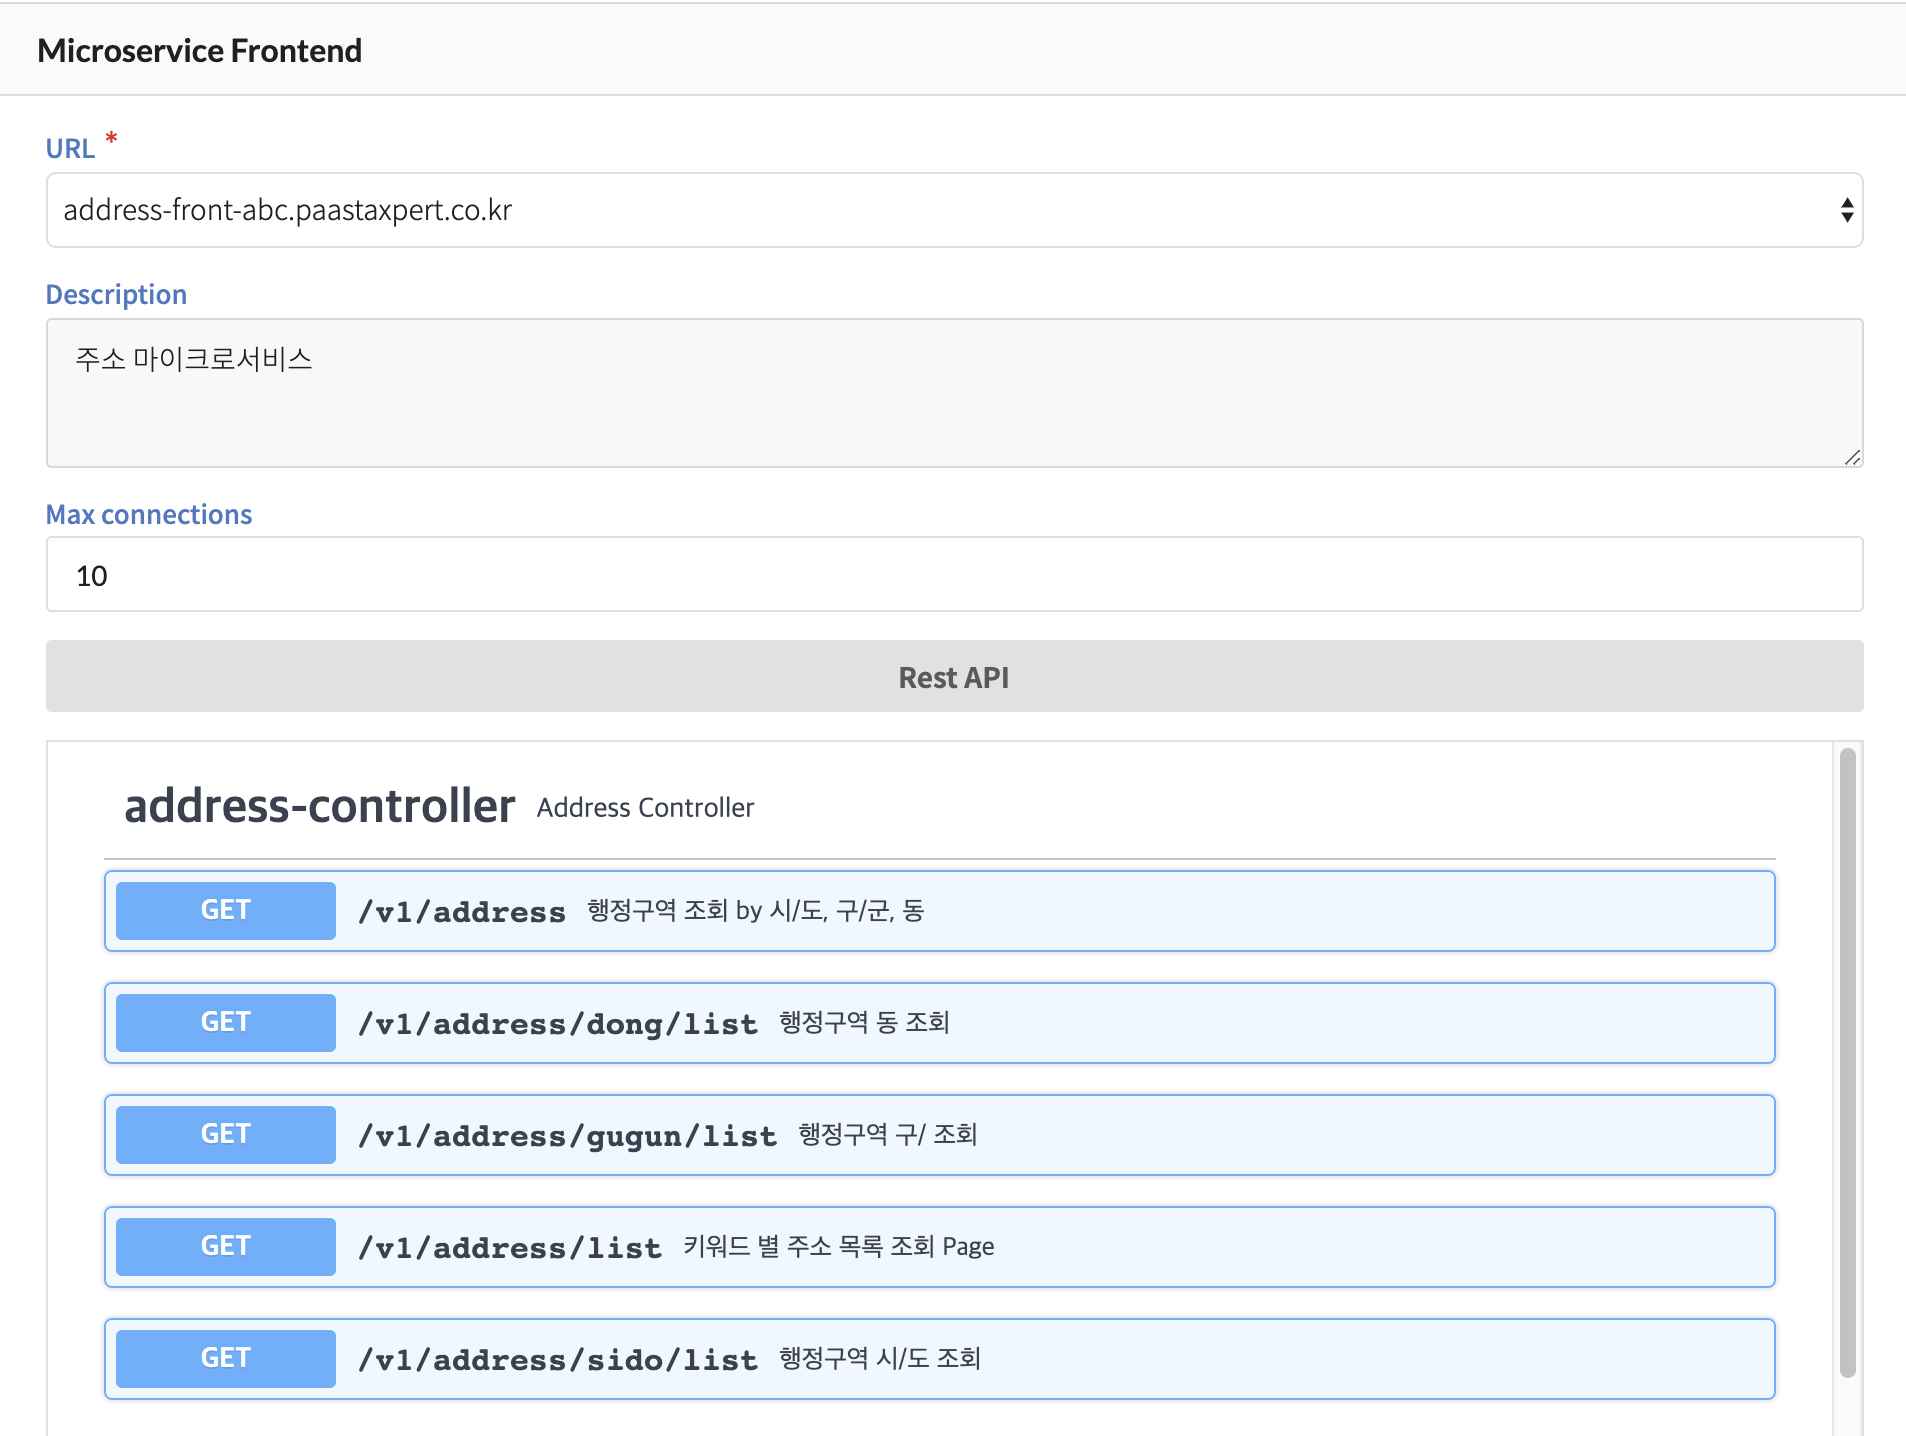 Microservice Frontend
URL *
address-front-abc.paastaxpert.co.kr
Description
주소 마이크로서비스
Max connections
10
Rest API
address-controller Address Controller
GET /v1/address 행정구역 조회 by 시/도, 구/군, 동
GET /v1/address/dong/list 행정구역 동 조회
GET /v1/address/gugun/list 행정구역 구/ 조회
GET /v1/address/list 키워드 별 주소 목록 조회 Page
GET /v1/address/sido/list 행정구역 시/도 조회